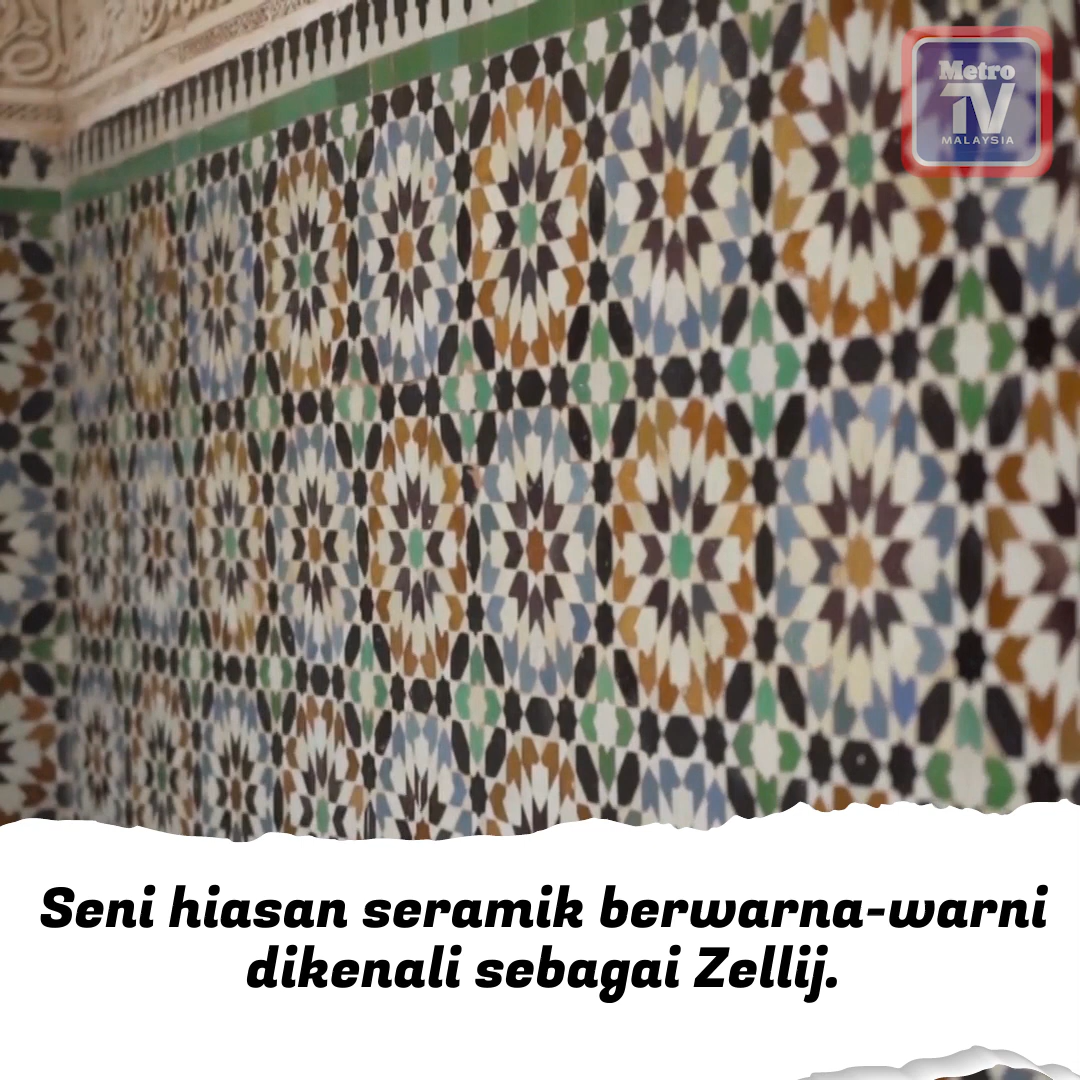 Metro
TV
MALAYSIA
Seni hiasan seramik berwarna-warni
dikenali sebagai Zellij.